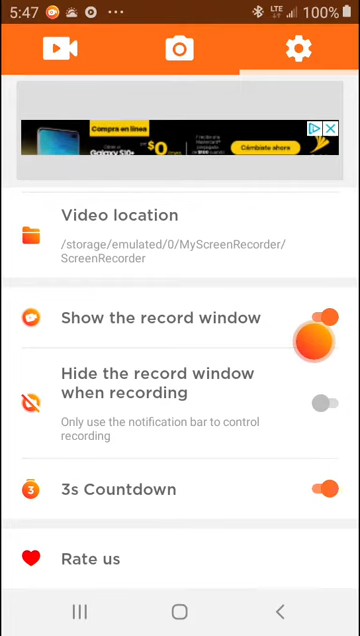 5:47 LTE 100%
Compra en línea
Galaxy S10+
$0
Cámbiate ahora
Video location
/storage/emulated/0/MyScreenRecorder/
ScreenRecorder
Show the record window
Hide the record window
when recording
Only use the notification bar to control
recording
3
3s Countdown
Rate us